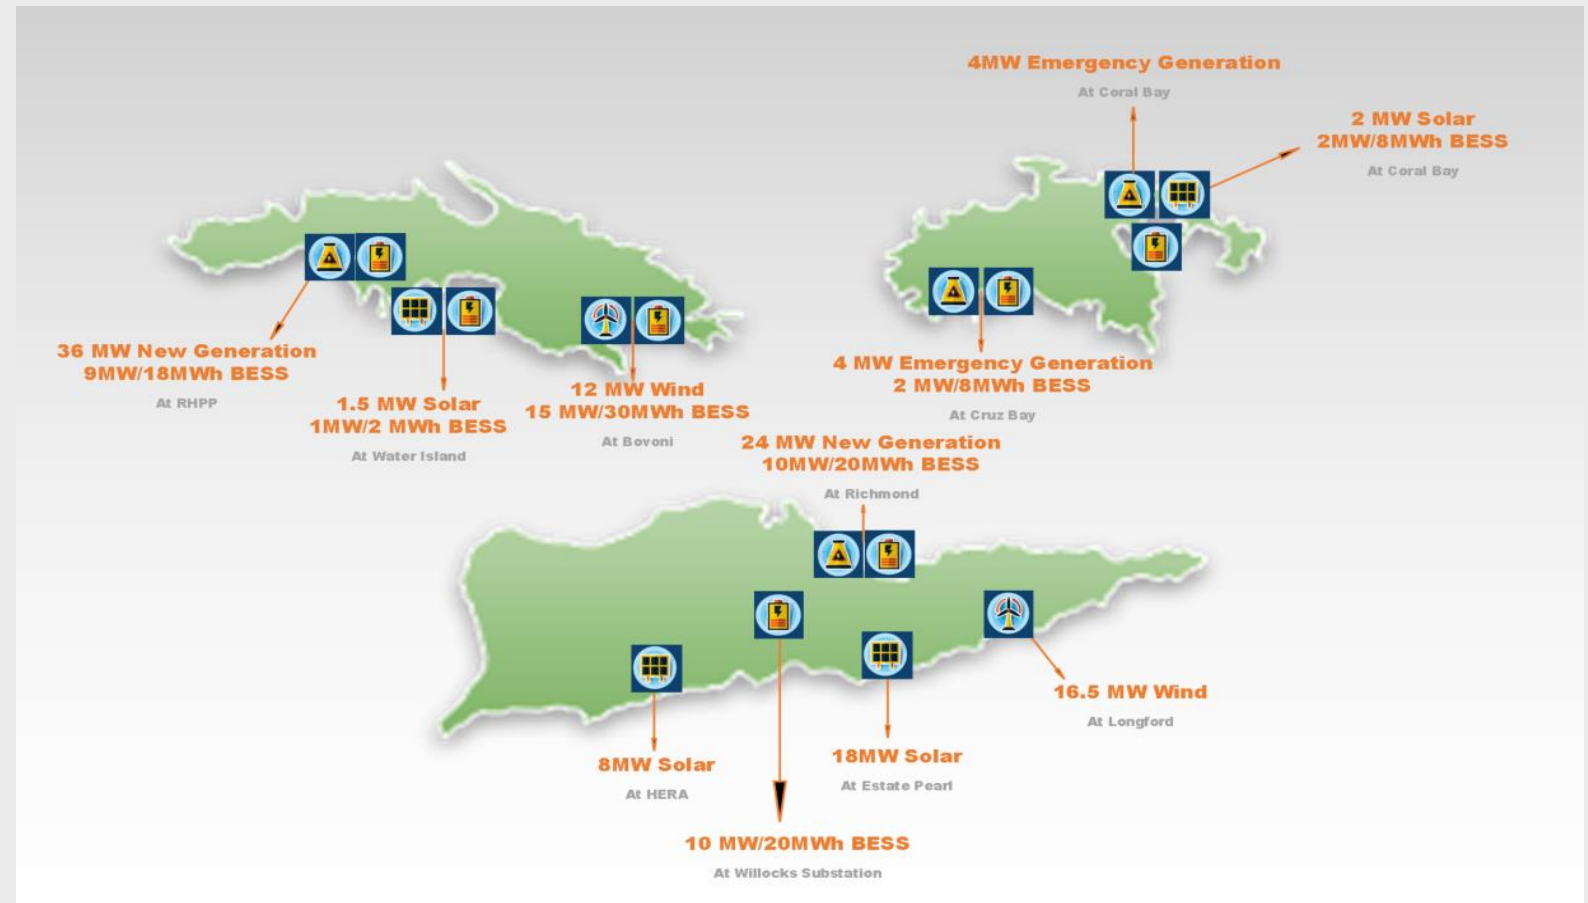 4MW Emergency Generation
At Coral Bay
2 MW Solar
2MW/8MWh BESS
At Coral Bay
36 MW New Generation
9MW/18MWh BESS
At RHPP
1.5 MW Solar
1MW/2 MWh BESS
At Water Island
12 MW Wind
15 MW/30MWh BESS
At Bovoni
4 MW Emergency Generation
2 MW/8MWh BESS
At Cruz Bay
24 MW New Generation
10MW/20MWh BESS
At Richmond
16.5 MW Wind
At Longford
8MW Solar
At HERA
18MW Solar
At Estate Pearl
10 MW/20MWh BESS
At Willocks Substation